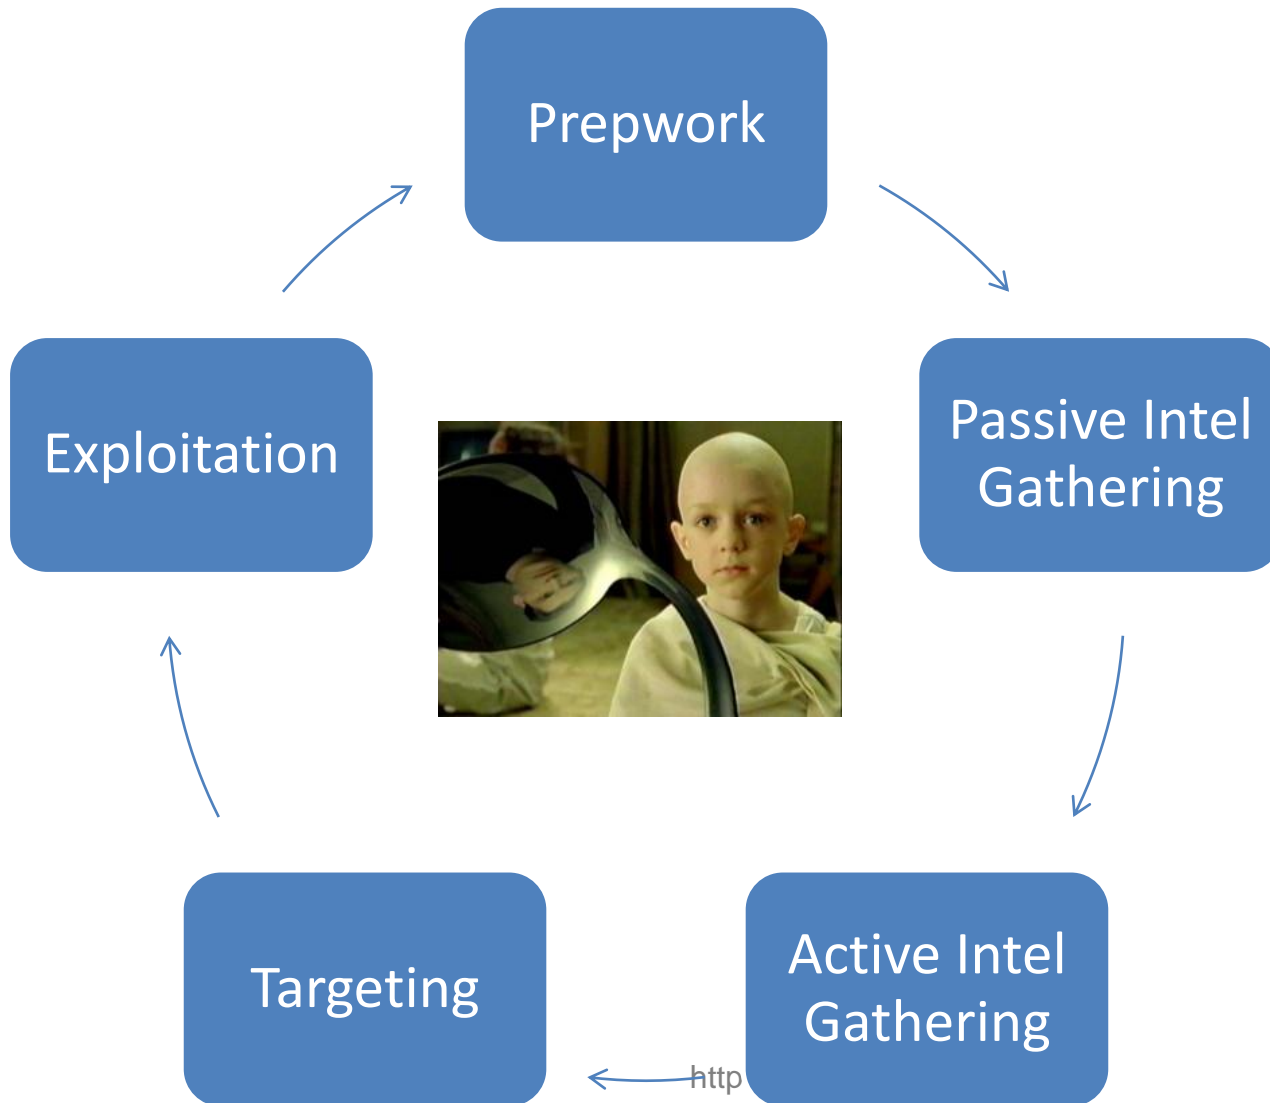 Prepwork
Passive Intel
Gathering
Active Intel
Gathering
http
Targeting
Exploitation